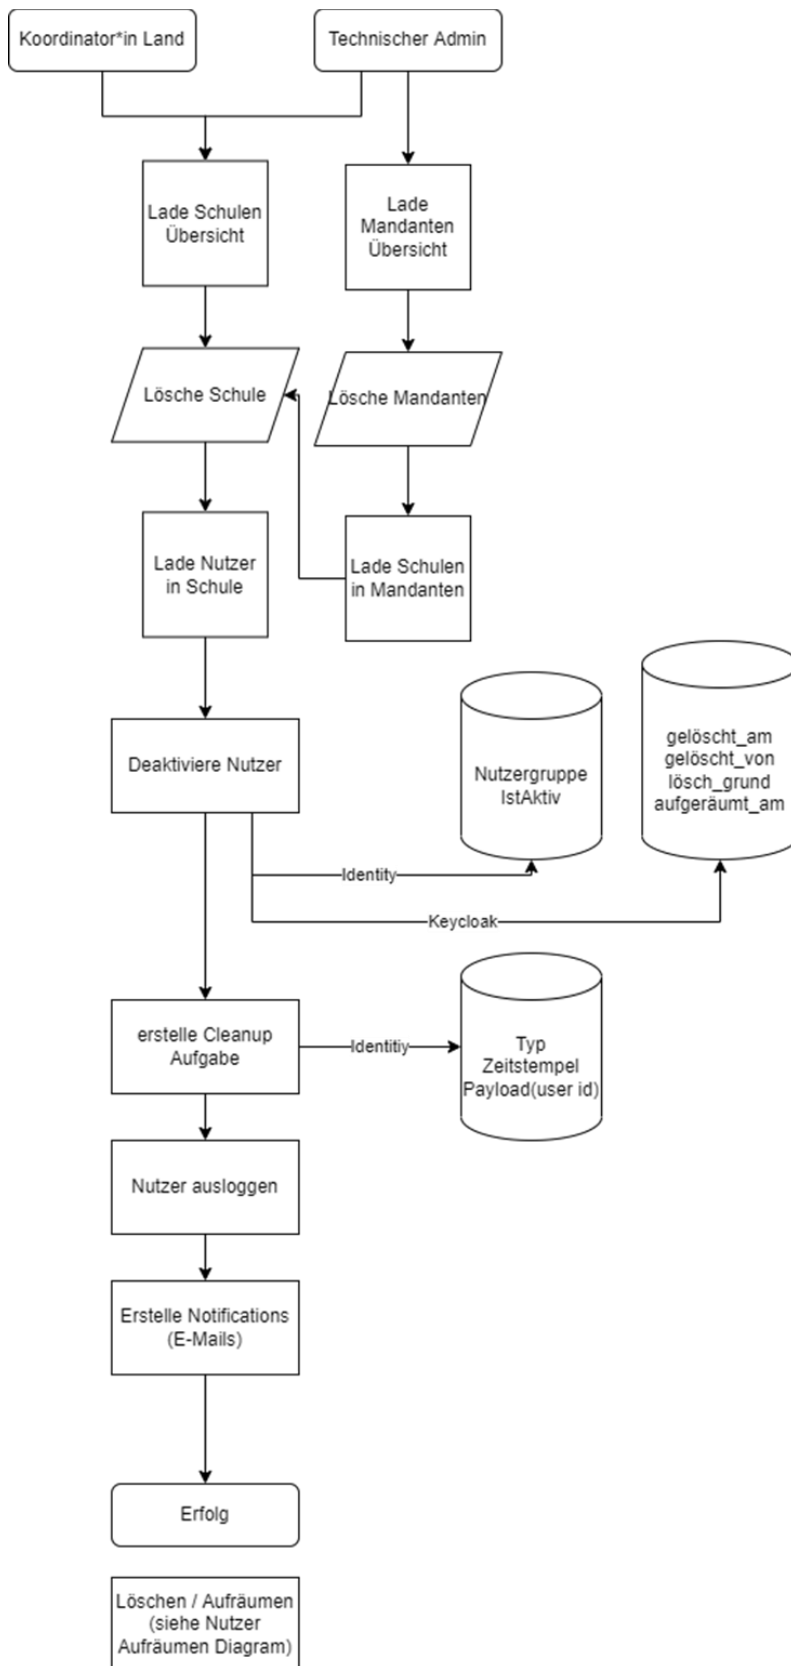 Koordinator*in Land
Technischer Admin
Lade Schulen
Übersicht
Lade
Mandanten
Übersicht
Lösche Schule
Lösche Mandanten
Lade Nutzer
in Schule
Lade Schulen
in Mandanten
Deaktiviere Nutzer
Nutzergruppe
IstAktiv
gelöscht_am
gelöscht_von
lösch_grund
aufgeräumt_am
Identity
Keycloak
erstelle Cleanup
Aufgabe
Identitiy
Typ
Zeitstempel
Payload(user id)
Nutzer ausloggen
Erstelle Notifications
(E-Mails)
Erfolg
Löschen / Aufräumen
(siehe Nutzer
Aufräumen Diagram)